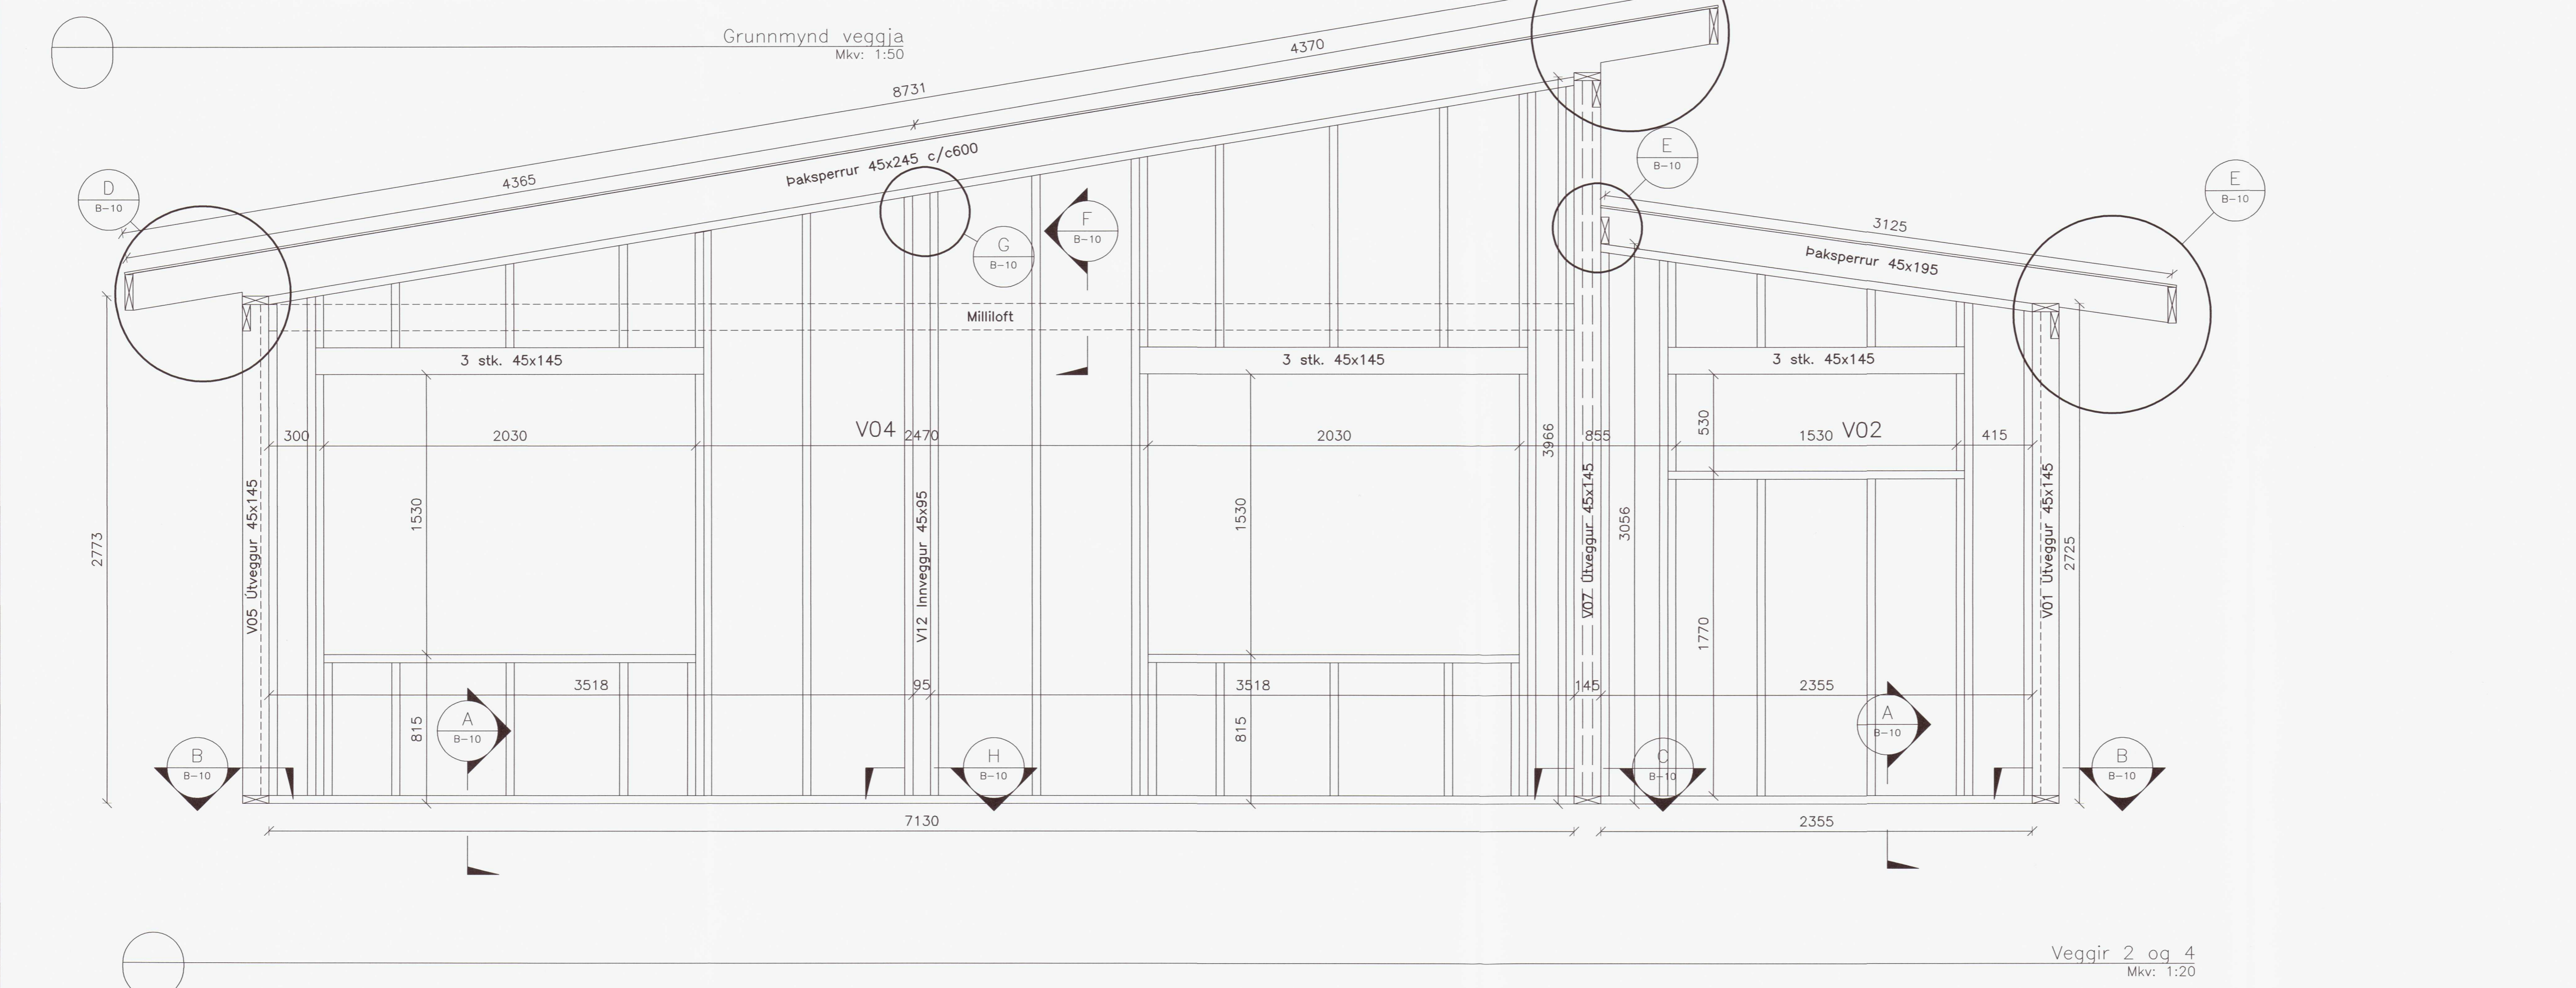 Grunnmynd veggja
Mkv: 1:50
4370
8731
Þaksperrur 45x245 c/c600
4365
D
B-10
E
B-10
E
B-10
F
B-10
G
B-10
3125
Þaksperrur 45x195
Milliloft
3 stk. 45x145
3 stk. 45x145
3 stk. 45x145
300
2030
V04
2470
2030
3966
855
530
1530
V02
415
2773
V05 Útveggur 45x145
1530
V12 Innveggur 45x95
1530
V07 Útveggur 45x145
3056
1770
V01 Útveggur 45x145
2725
3518
95
3518
145
2355
815
815
A
B-10
A
B-10
B
B-10
H
B-10
C
B-10
B
B-10
7130
2355
Veggir 2 og 4
Mkv: 1:20